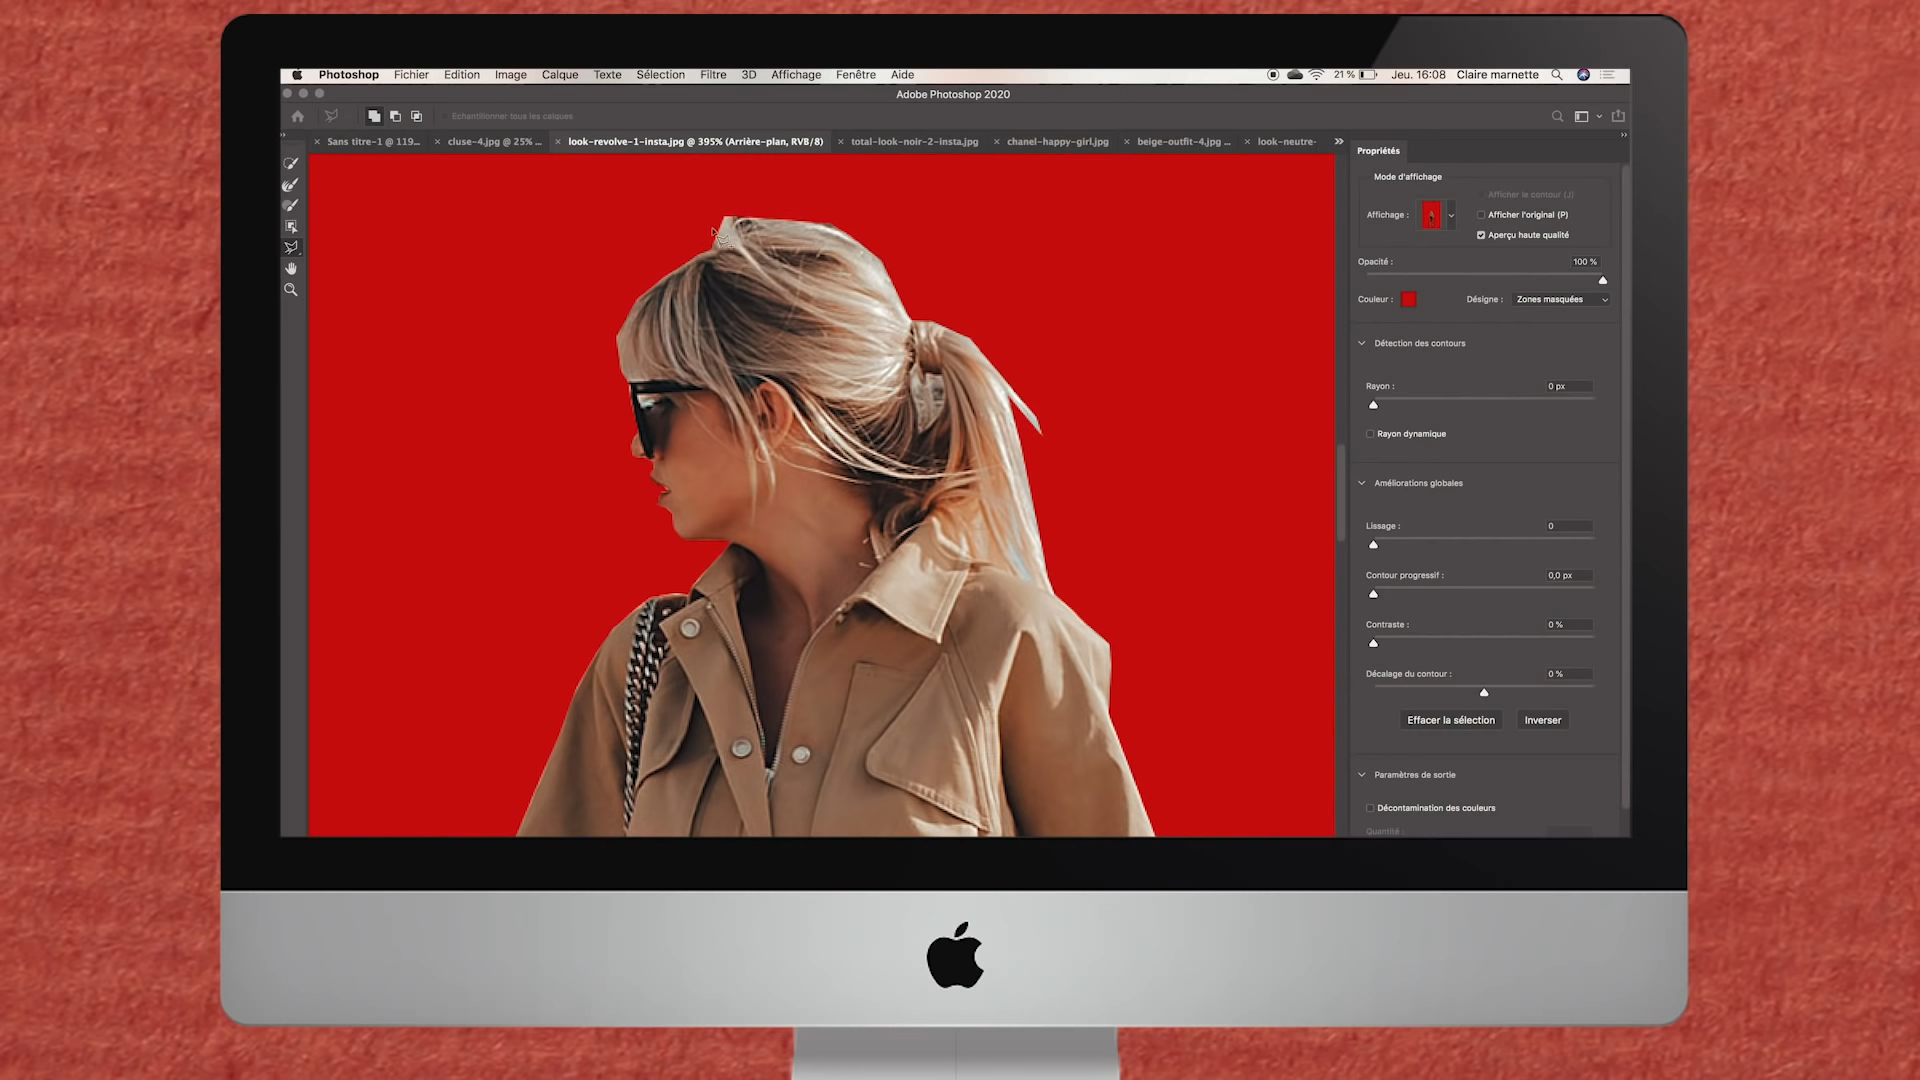 Photoshop Fichier Edition Image Calque Texte Sélection Filtre 3D Affichage Fenêtre Aide 21 % Jeu. 16:08 Claire marnette
Adobe Photoshop 2020
Echantillonner tous les calques
Sans titre-1 @ 119... cluse-4.jpg @ 25% ... look-revolve-1-insta.jpg @ 395% (Arrière-plan, RVB/8) total-look-noir-2-insta.jpg chanel-happy-girl.jpg beige-outfit-4.jpg ... look-neutre-
Propriétés
Mode d'affichage
Afficher le contour (J)
Affichage :
Afficher l'original (P)
Aperçu haute qualité
Opacité : 100 %
Couleur : Désigne : Zones masquées
Détection des contours
Rayon : 0 px
Rayon dynamique
Améliorations globales
Lissage : 0
Contour progressif : 0,0 px
Contraste : 0 %
Décalage du contour : 0 %
Effacer la sélection Inverser
Paramètres de sortie
Décontamination des couleurs
Quantité :